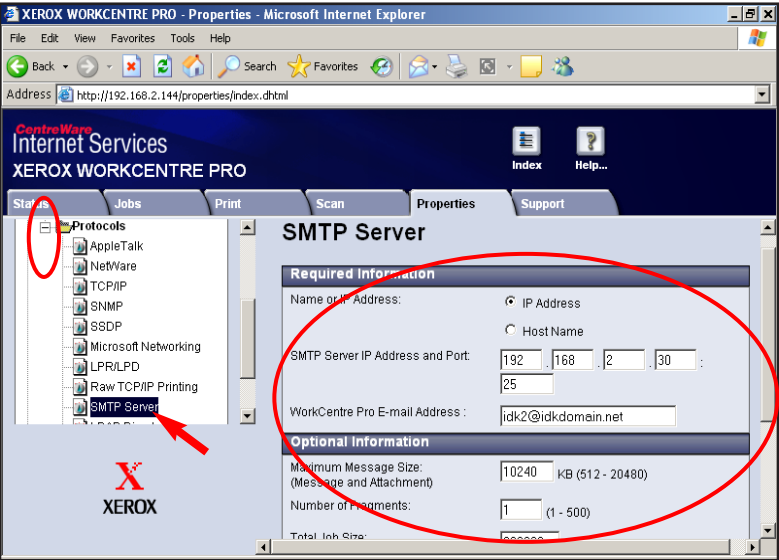 XEROX WORKCENTRE PRO - Properties - Microsoft Internet Explorer
File Edit View Favorites Tools Help
Back Search Favorites
Address http://192.168.2.144/properties/index.dhtml
CentreWare
Internet Services
XEROX WORKCENTRE PRO
Index Help...
Status Jobs Print Scan Properties Support
Protocols
AppleTalk
NetWare
TCP/IP
SNMP
SSDP
Microsoft Networking
LPR/LPD
Raw TCP/IP Printing
SMTP Server
X
XEROX
SMTP Server
Required Information
Name or IP Address: IP Address
Host Name
SMTP Server IP Address and Port: 192 . 168 . 2 . 30 :
25
WorkCentre Pro E-mail Address : idk2@idkdomain.net
Optional Information
Maximum Message Size: 10240 KB (512 - 20480)
(Message and Attachment)
Number of Fragments: 1 (1 - 500)
Total Job Size: